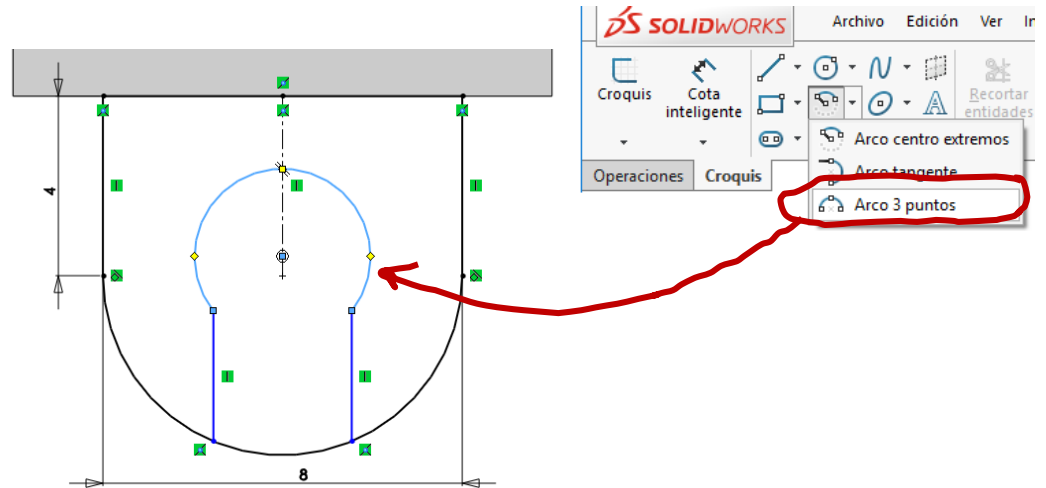 SOLIDWORKS
Archivo Edición Ver
Croquis
Cota inteligente
Recortar entidades
Arco centro extremos
Arco tangente
Arco 3 puntos
Operaciones
Croquis
4
8